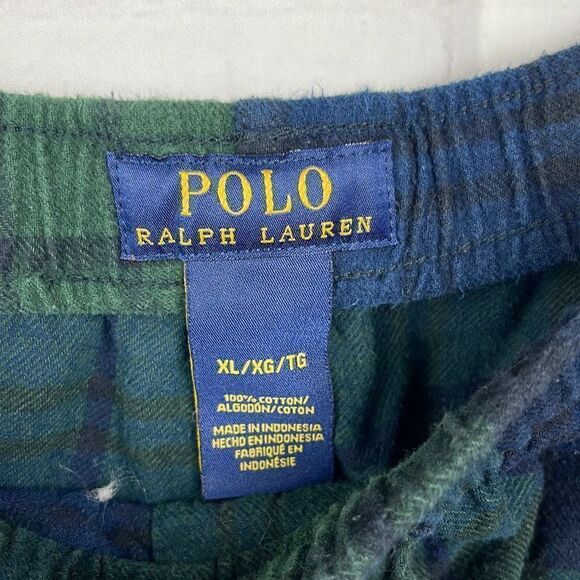 POLO
RALPH LAUREN
XL/XG/TG
100% COTTON/
ALGODÓN/COTON
MADE IN INDONESIA
HECHO EN INDONESIA
FABRIQUÉ EN
INDONÉSIE